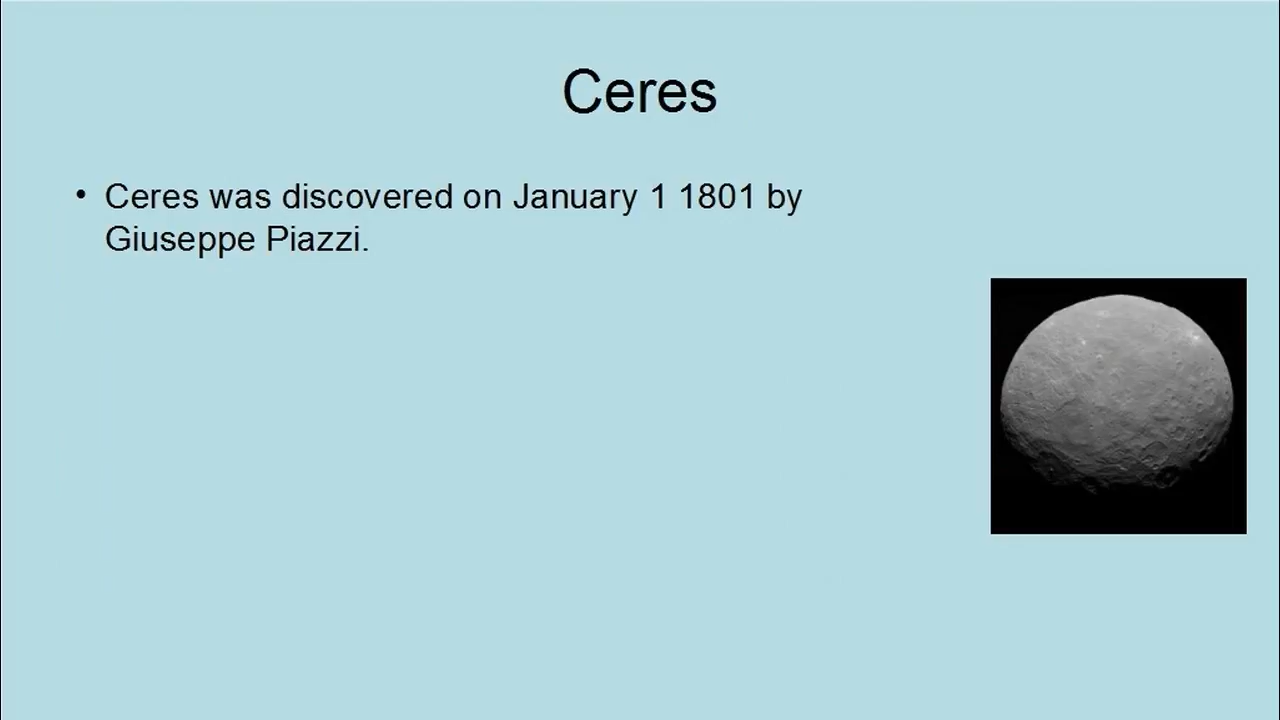 Ceres
• Ceres was discovered on January 1 1801 by
Giuseppe Piazzi.